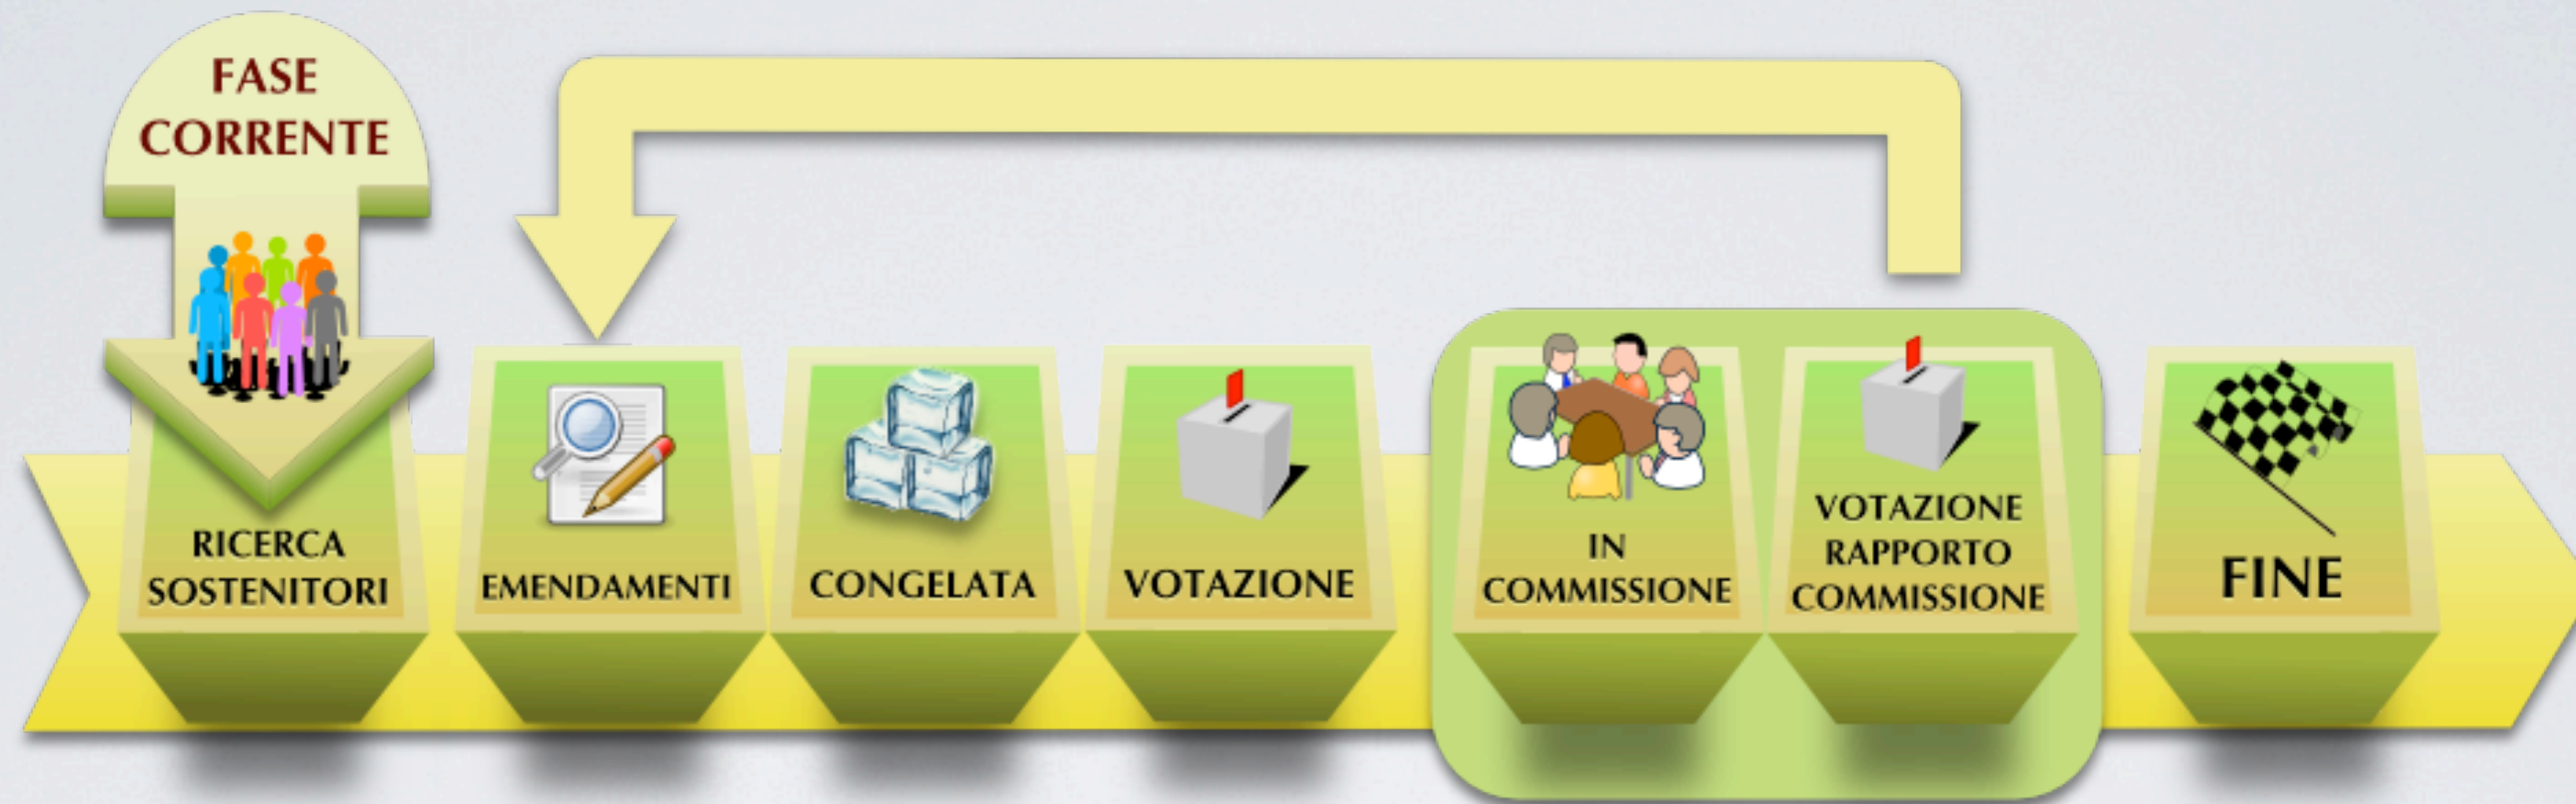 FASE
CORRENTE
RICERCA
SOSTENITORI
EMENDAMENTI
CONGELATA
VOTAZIONE
IN
COMMISSIONE
VOTAZIONE
RAPPORTO
COMMISSIONE
FINE